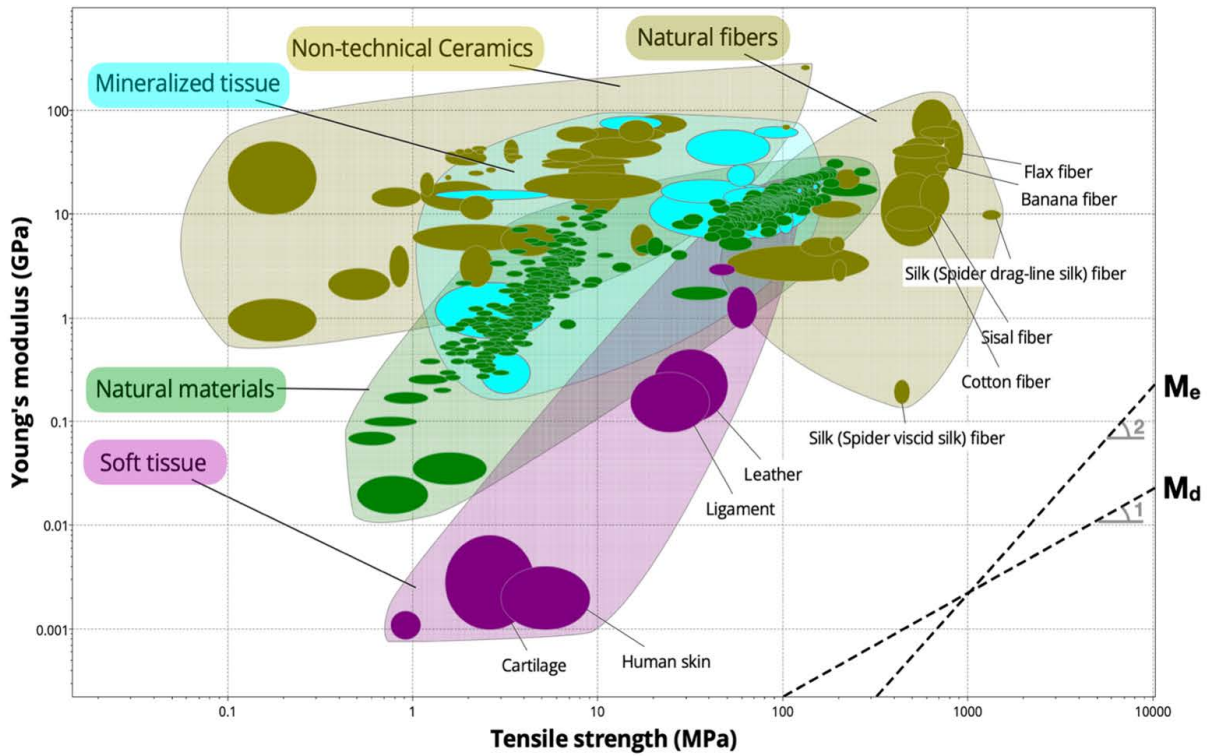 Non-technical Ceramics
Natural fibers
Mineralized tissue
100
Flax fiber
Banana fiber
10
Silk (Spider drag-line silk) fiber
1
Sisal fiber
Cotton fiber
Natural materials
Me
0.1
2
Silk (Spider viscid silk) fiber
Soft tissue
Leather
Md
Ligament
1
0.01
0.001
Cartilage
Human skin
Young's modulus (GPa)
0.1 1 10 100 1000 10000
Tensile strength (MPa)